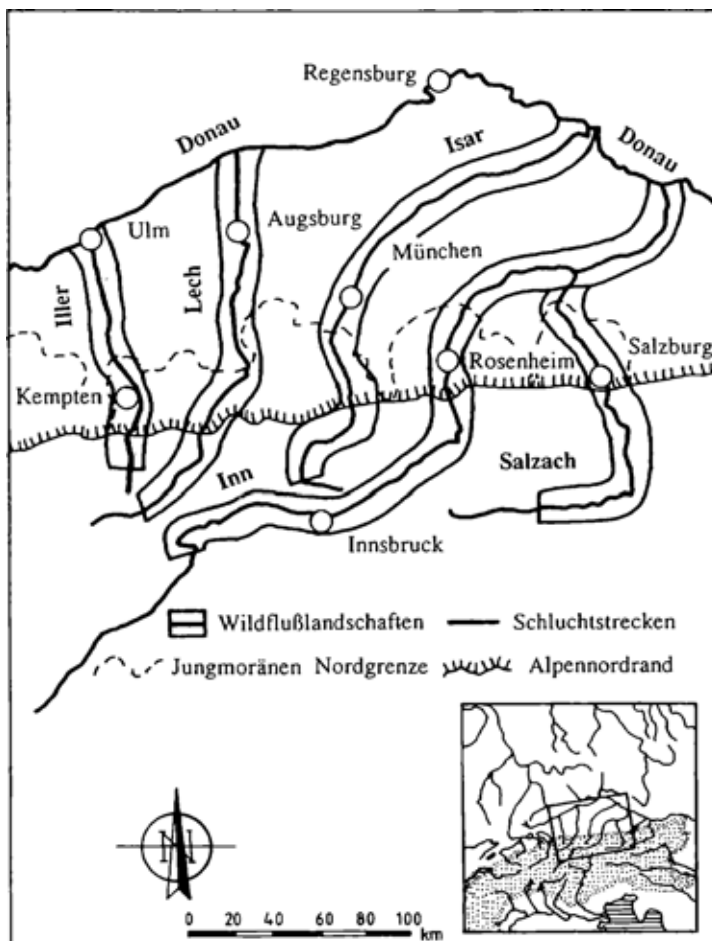 Regensburg
Donau
Isar
Donau
Ulm
Augsburg
München
Iller
Lech
Kempten
Rosenheim
Salzburg
Inn
Salzach
Innsbruck
Wildflußlandschaften
Schluchtstrecken
Jungmoränen Nordgrenze
Alpennordrand
N
0 20 40 60 80 100
km